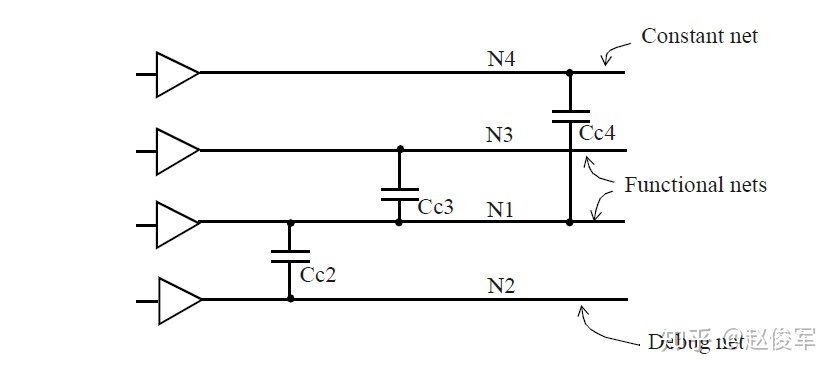 Constant net
N4
Cc4
N3
Functional nets
Cc3
N1
Cc2
N2
Debug net
知乎 @赵俊军